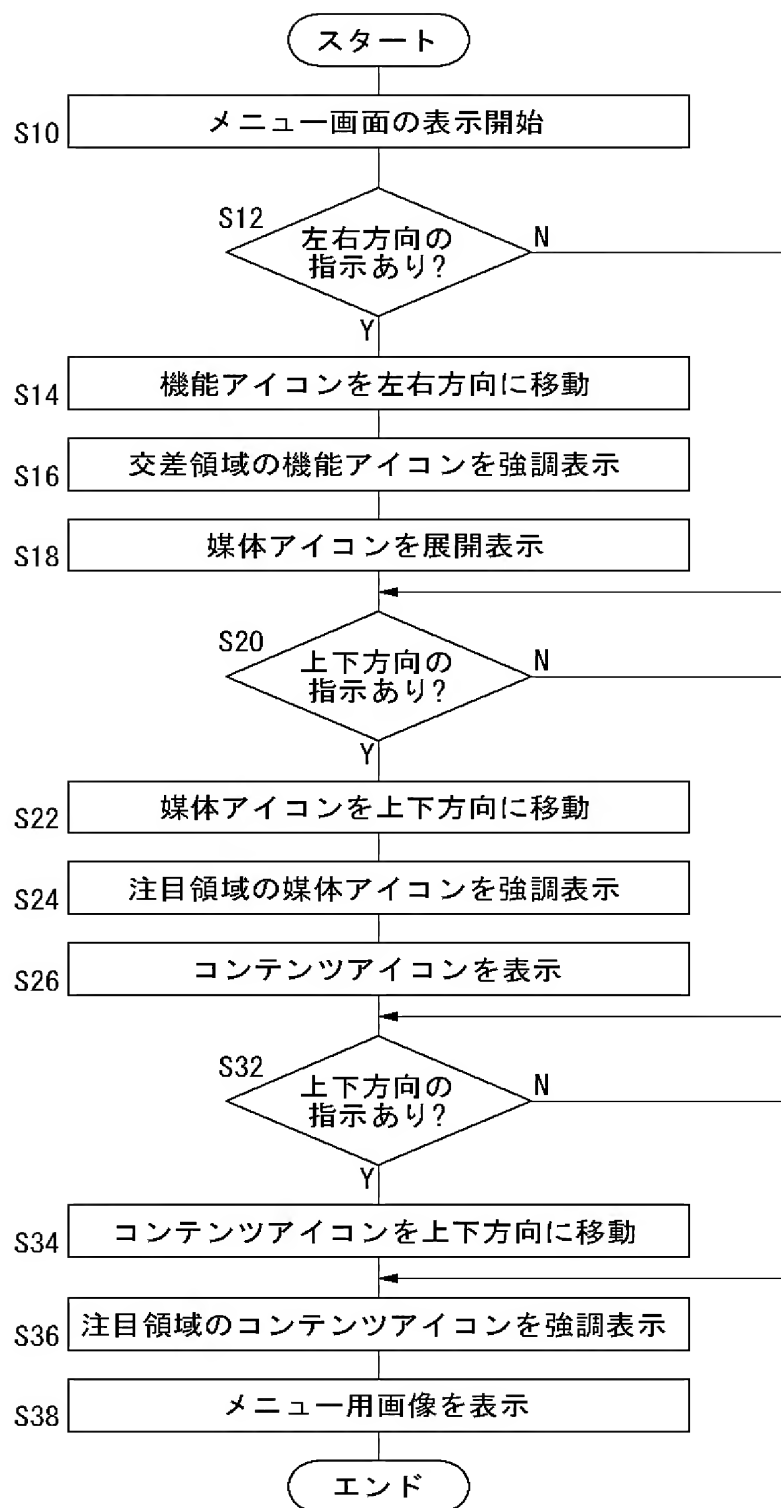 スタート
S10
メニュー画面の表示開始
S12
左右方向の
指示あり?
N
Y
S14
機能アイコンを左右方向に移動
S16
交差領域の機能アイコンを強調表示
S18
媒体アイコンを展開表示
S20
上下方向の
指示あり?
N
Y
S22
媒体アイコンを上下方向に移動
S24
注目領域の媒体アイコンを強調表示
S26
コンテンツアイコンを表示
S32
上下方向の
指示あり?
N
Y
S34
コンテンツアイコンを上下方向に移動
S36
注目領域のコンテンツアイコンを強調表示
S38
メニュー用画像を表示
エンド